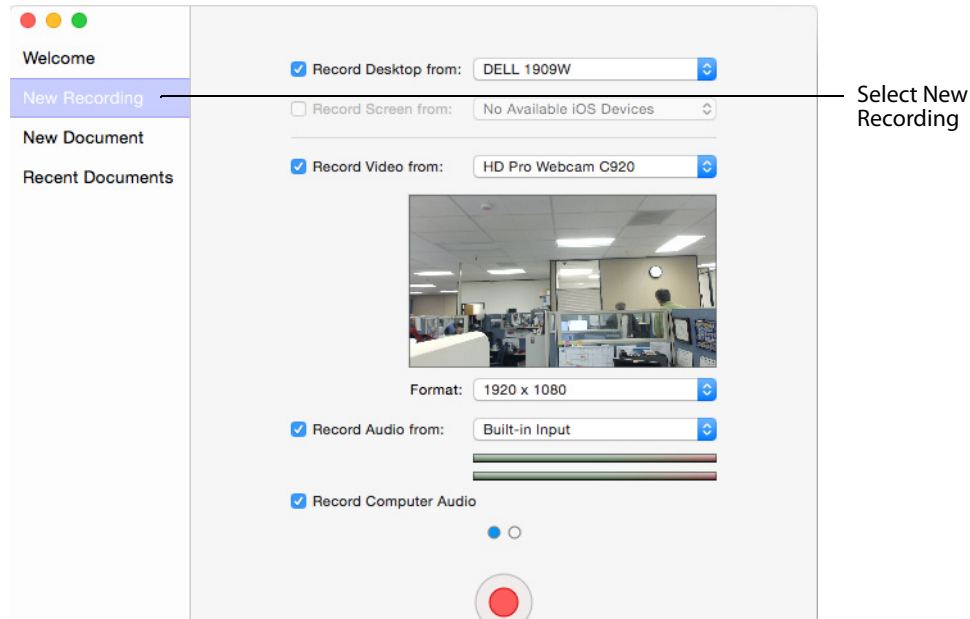 Welcome
New Recording
New Document
Recent Documents
Record Desktop from: DELL 1909W
Record Screen from: No Available iOS Devices
Record Video from: HD Pro Webcam C920
Format: 1920 x 1080
Record Audio from: Built-in Input
Record Computer Audio
Select New
Recording